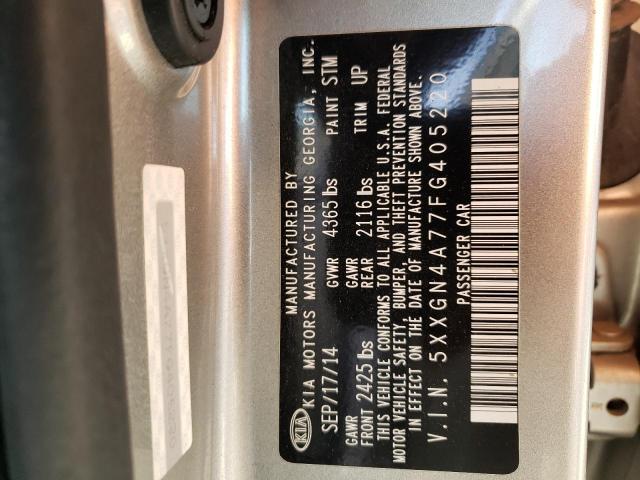 MANUFACTURED BY
KIA KIA MOTORS MANUFACTURING GEORGIA, INC.
SEP/17/14 GVWR 4365 lbs PAINT STM
GAWR GAWR
FRONT 2425 lbs REAR 2116 lbs TRIM UP
THIS VEHICLE CONFORMS TO ALL APPLICABLE U.S.A. FEDERAL
MOTOR VEHICLE SAFETY, BUMPER, AND THEFT PREVENTION STANDARDS
IN EFFECT ON THE DATE OF MANUFACTURE SHOWN ABOVE.
V.I.N. 5XXGN4A77FG405220
PASSENGER CAR